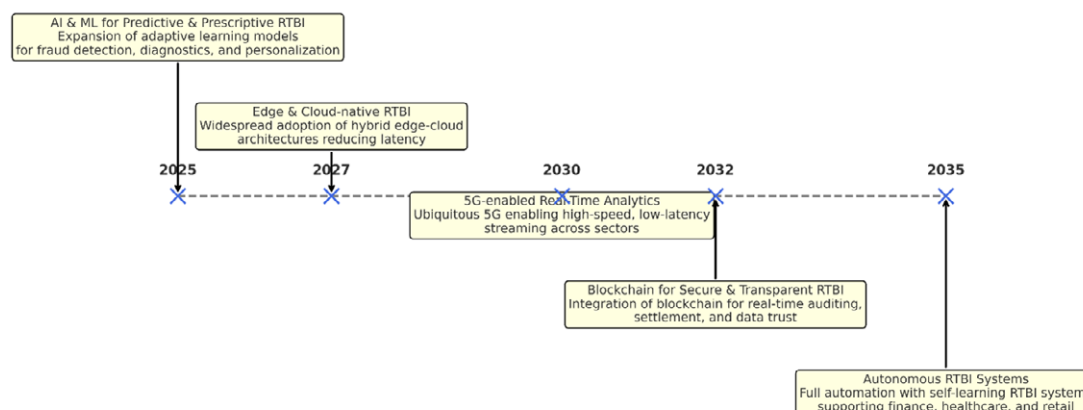 AI & ML for Predictive & Prescriptive RTBI
Expansion of adaptive learning models
for fraud detection, diagnostics, and personalization
Edge & Cloud-native RTBI
Widespread adoption of hybrid edge-cloud
architectures reducing latency
2025
2027
2030
2032
2035
5G-enabled Real-Time Analytics
Ubiquitous 5G enabling high-speed, low-latency
streaming across sectors
Blockchain for Secure & Transparent RTBI
Integration of blockchain for real-time auditing,
settlement, and data trust
Autonomous RTBI Systems
Full automation with self-learning RTBI system
supporting finance, healthcare, and retail